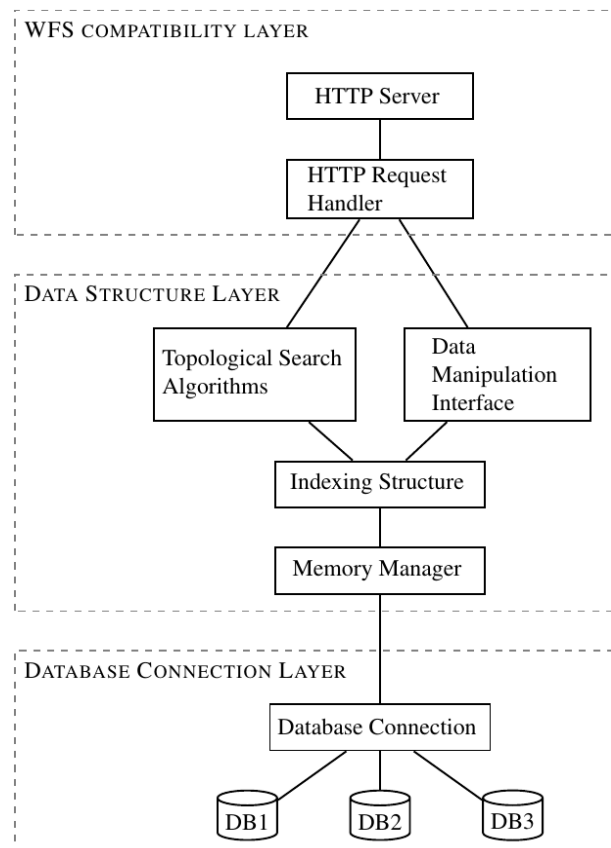 WFS COMPATIBILITY LAYER
HTTP Server
HTTP Request
Handler
DATA STRUCTURE LAYER
Topological Search
Algorithms
Data
Manipulation
Interface
Indexing Structure
Memory Manager
DATABASE CONNECTION LAYER
Database Connection
DB1 DB2 DB3